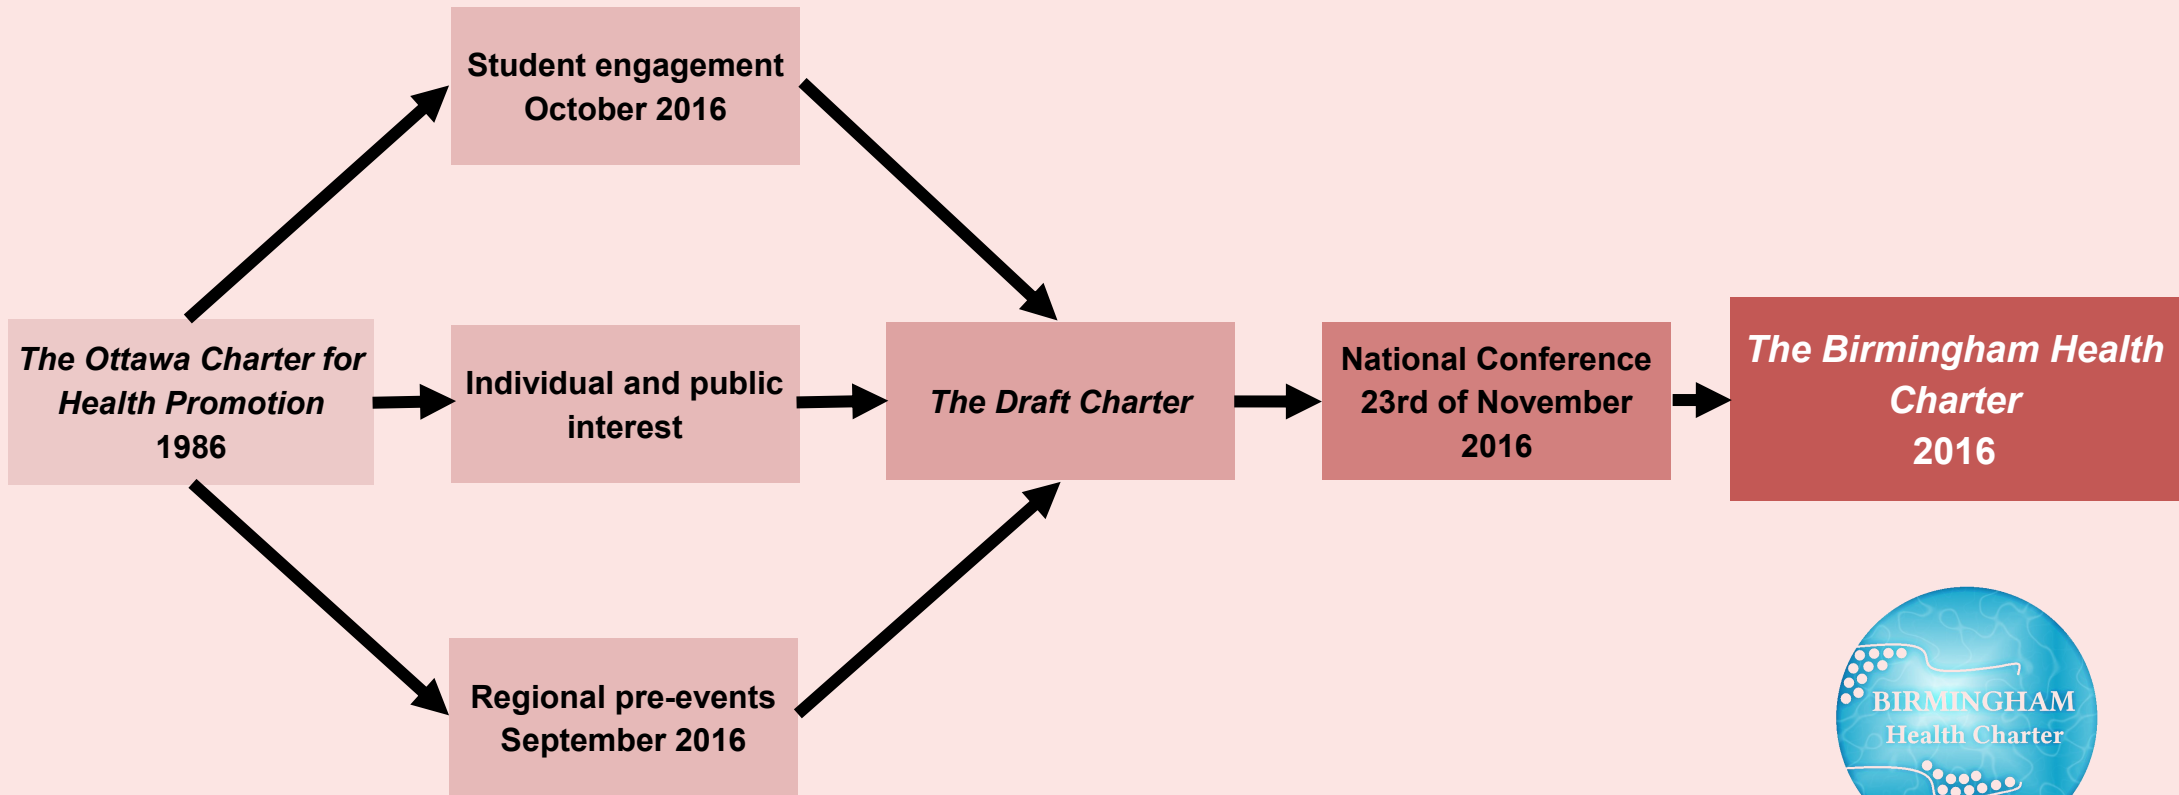 Student engagement
October 2016
The Ottawa Charter for
Health Promotion
1986
Individual and public
interest
The Draft Charter
National Conference
23rd of November
2016
The Birmingham Health
Charter
2016
Regional pre-events
September 2016
BIRMINGHAM
Health Charter